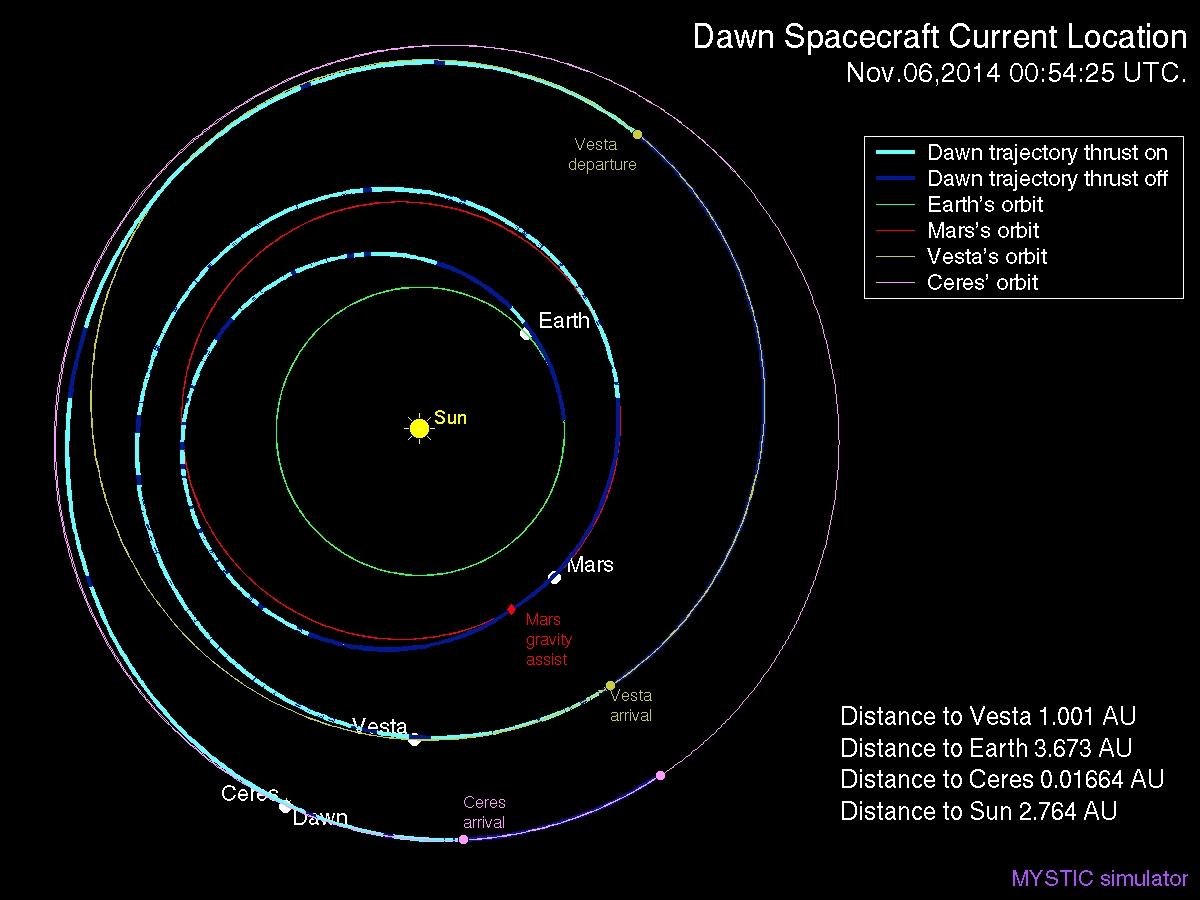 Dawn Spacecraft Current Location
Nov.06,2014 00:54:25 UTC.
Dawn trajectory thrust on
Dawn trajectory thrust off
Earth's orbit
Mars's orbit
Vesta's orbit
Ceres' orbit
Vesta
departure
Earth
Sun
Mars
Mars
gravity
assist
Vesta
arrival
Vesta
Ceres
Dawn
Ceres
arrival
Distance to Vesta 1.001 AU
Distance to Earth 3.673 AU
Distance to Ceres 0.01664 AU
Distance to Sun 2.764 AU
MYSTIC simulator